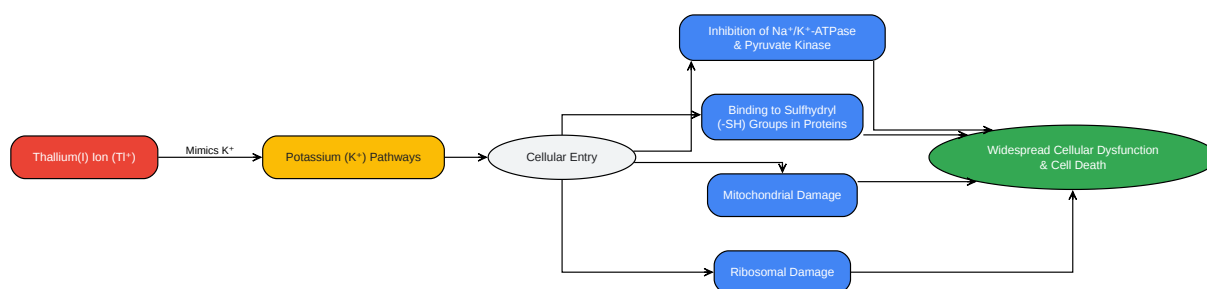 Thallium(I) Ion (Tl⁺)
Mimics K⁺
Potassium (K⁺) Pathways
Cellular Entry
Inhibition of Na⁺/K⁺-ATPase
& Pyruvate Kinase
Binding to Sulfhydryl
(-SH) Groups in Proteins
Mitochondrial Damage
Ribosomal Damage
Widespread Cellular Dysfunction
& Cell Death